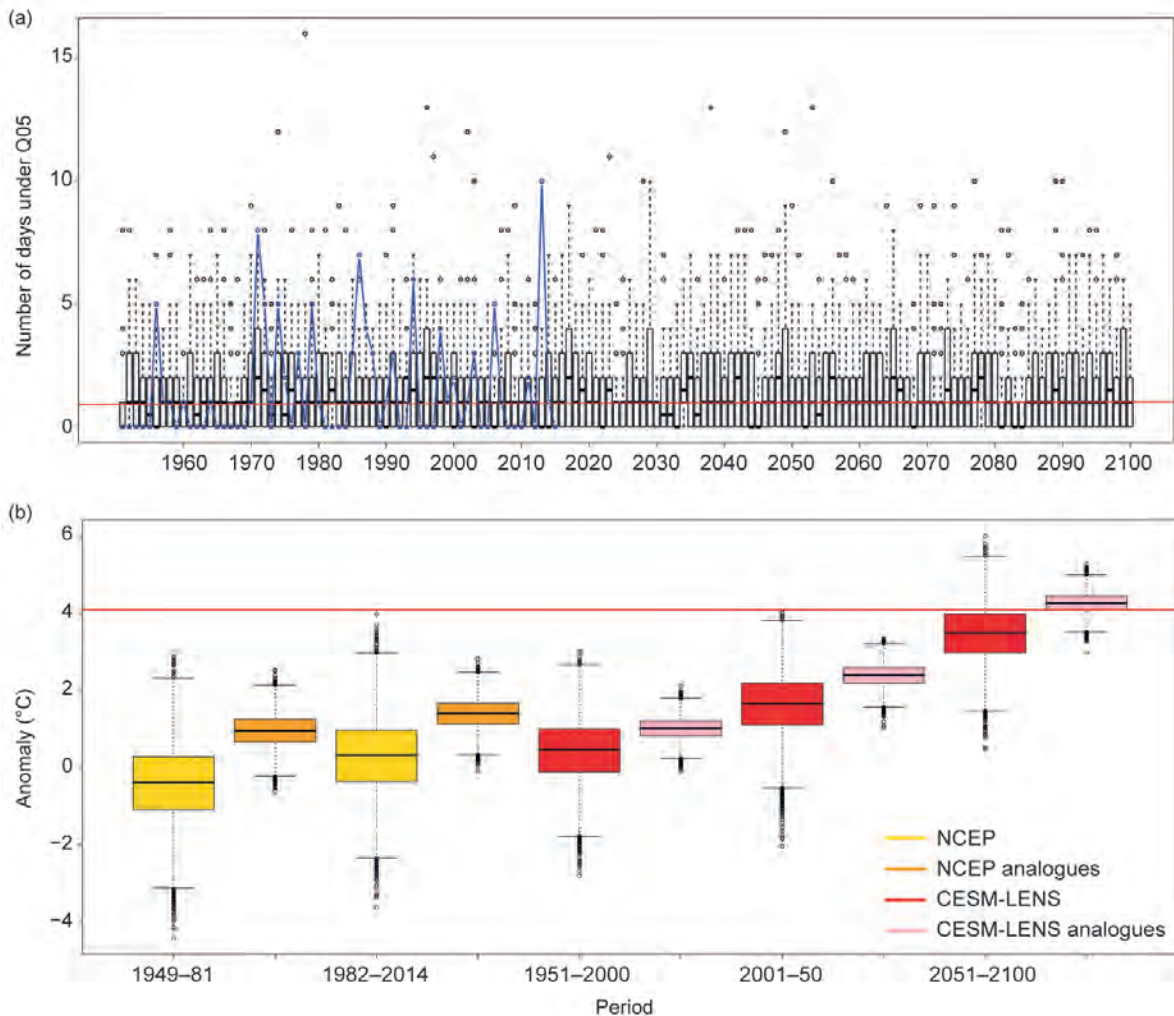 (a)
Number of days under Q05
15
10
5
0
1960 1970 1980 1990 2000 2010 2020 2030 2040 2050 2060 2070 2080 2090 2100
(b)
Anomaly (°C)
6
4
2
0
−2
−4
NCEP
NCEP analogues
CESM-LENS
CESM-LENS analogues
1949–81 1982–2014 1951–2000 2001–50 2051–2100
Period